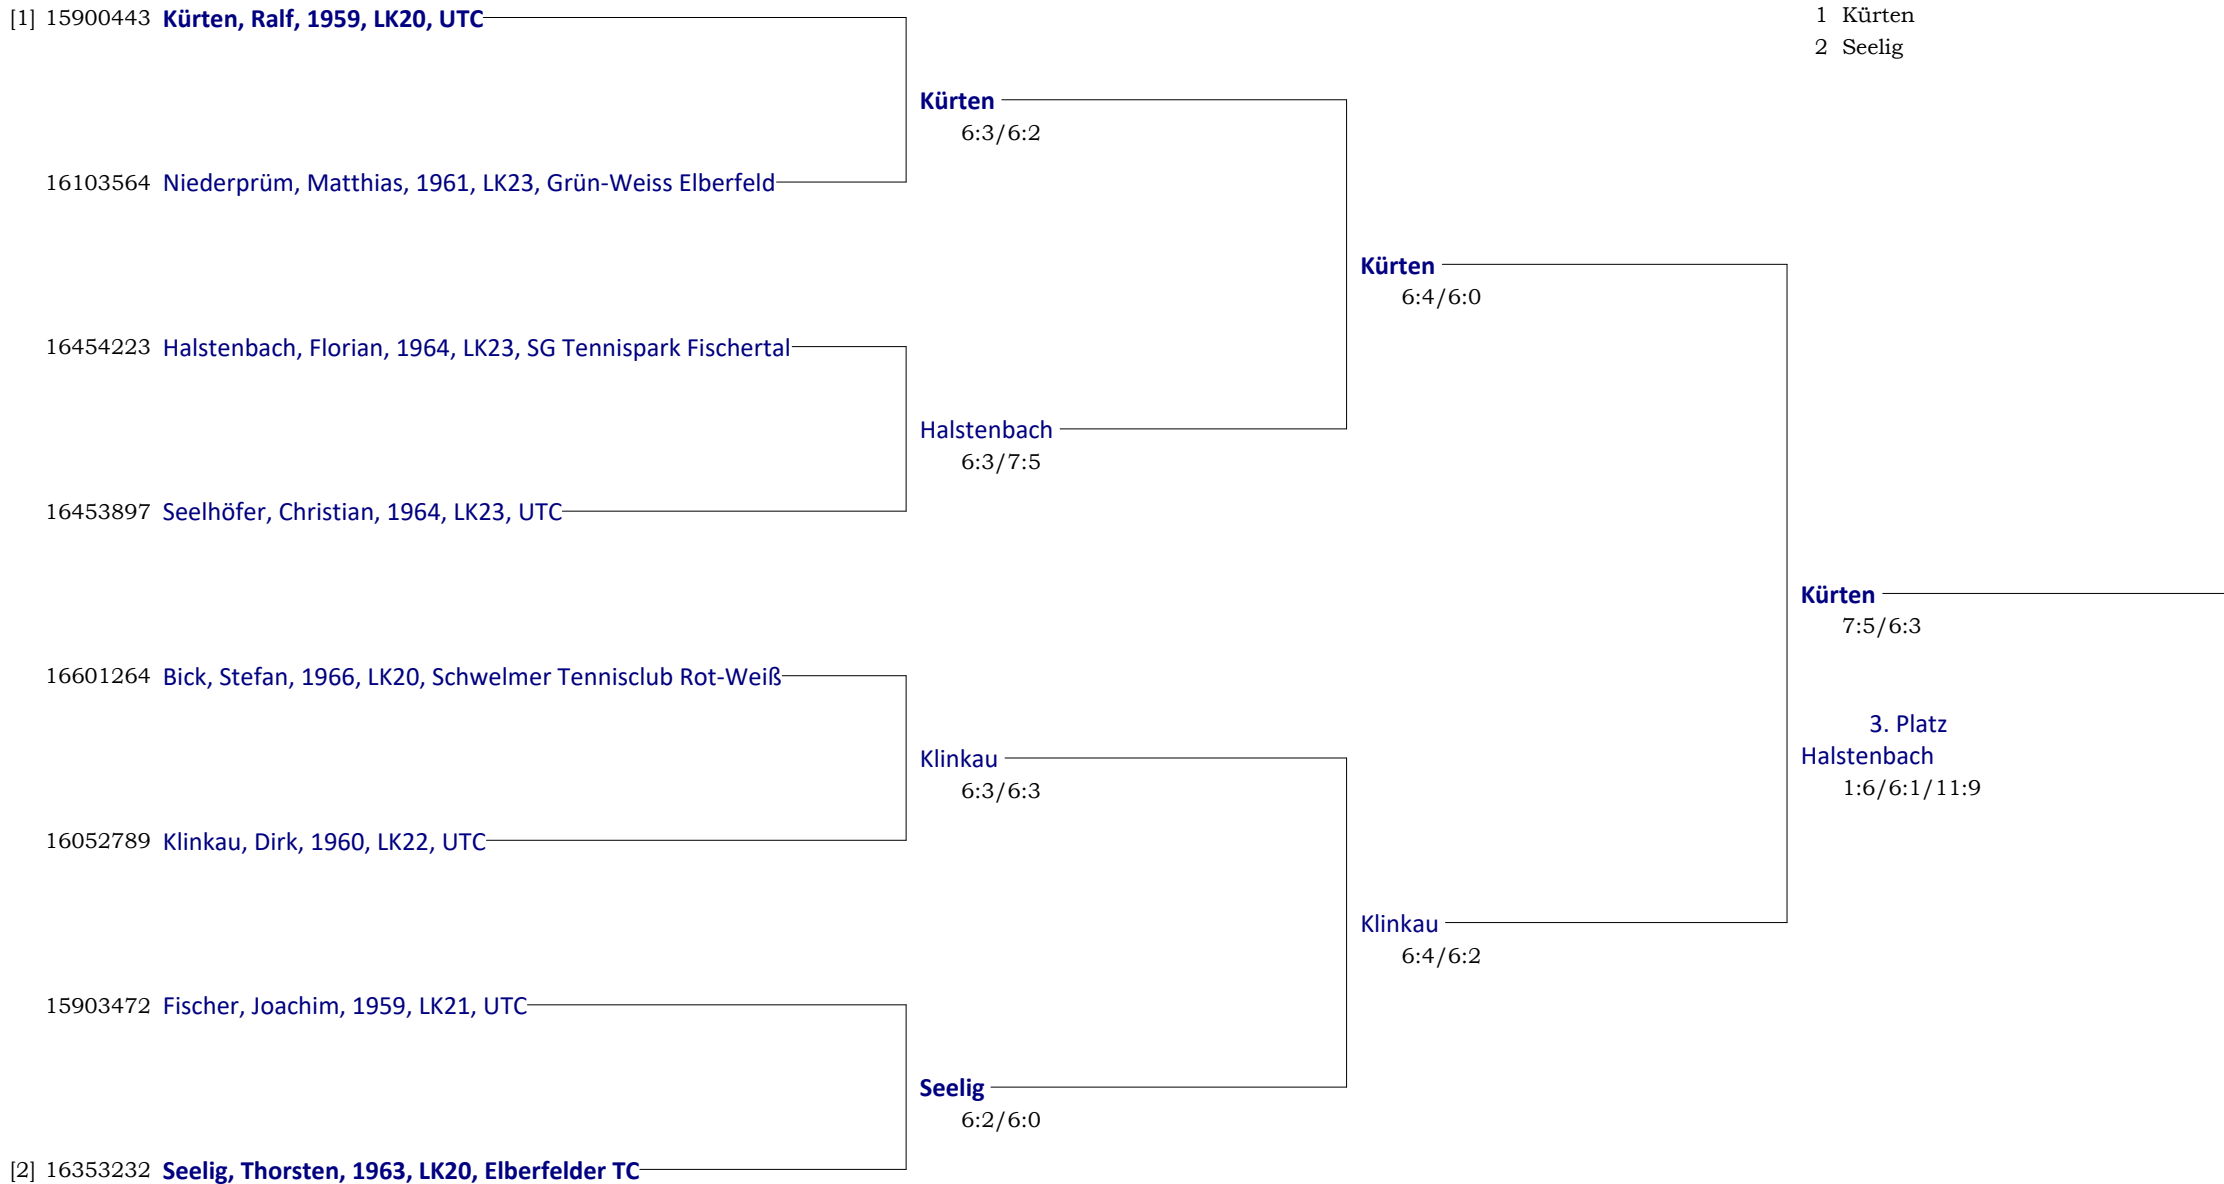 [1] 15900443 Kürten, Ralf, 1959, LK20, UTC
1 Kürten
2 Seelig
Kürten
6:3/6:2
16103564 Niederprüm, Matthias, 1961, LK23, Grün-Weiss Elberfeld
Kürten
6:4/6:0
16454223 Halstenbach, Florian, 1964, LK23, SG Tennispark Fischertal
Halstenbach
6:3/7:5
16453897 Seelhöfer, Christian, 1964, LK23, UTC
Kürten
7:5/6:3
16601264 Bick, Stefan, 1966, LK20, Schwelmer Tennisclub Rot-Weiß
3. Platz
Halstenbach
1:6/6:1/11:9
Klinkau
6:3/6:3
16052789 Klinkau, Dirk, 1960, LK22, UTC
Klinkau
6:4/6:2
15903472 Fischer, Joachim, 1959, LK21, UTC
Seelig
6:2/6:0
[2] 16353232 Seelig, Thorsten, 1963, LK20, Elberfelder TC